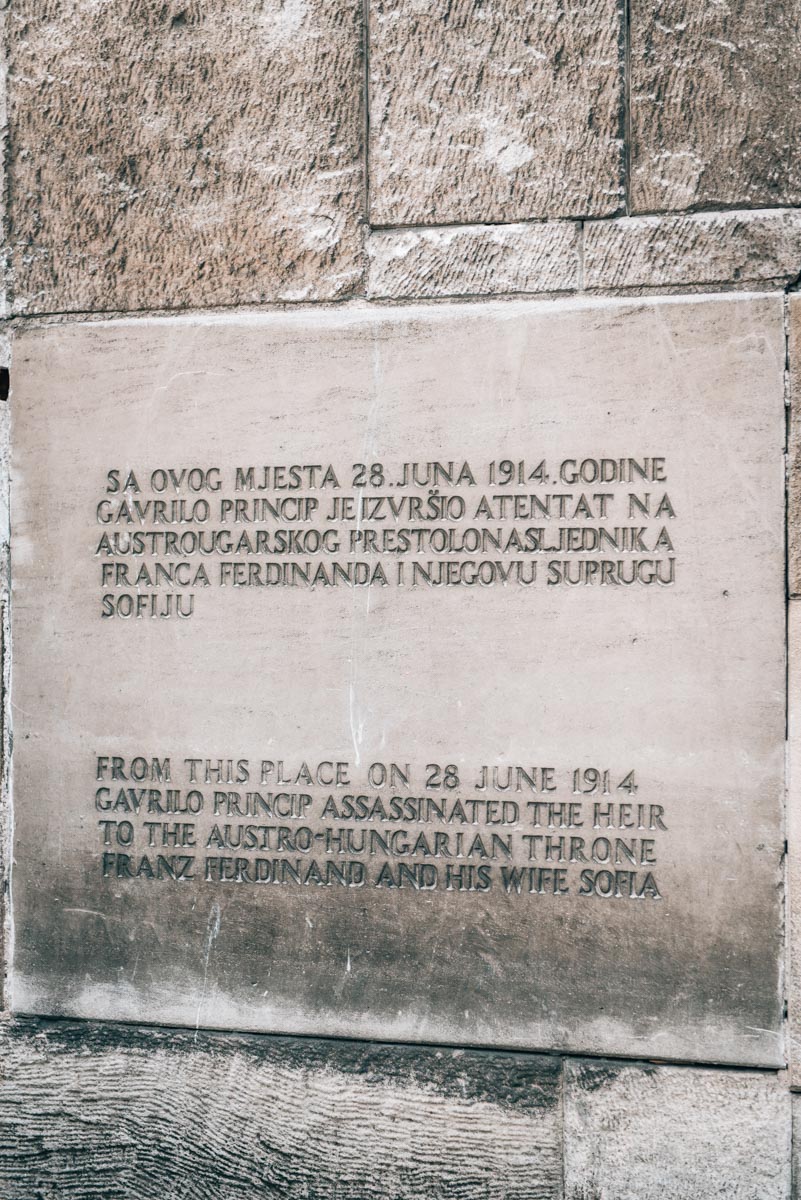 SA OVOG MJESTA 28.JUNA 1914.GODINE
GAVRILO PRINCIP JE IZVRŠIO ATENTAT NA
AUSTROUGARSKOG PRESTOLONASLJEDNIKA
FRANCA FERDINANDA I NJEGOVU SUPRUGU
SOFIJU
FROM THIS PLACE ON 28 JUNE 1914
GAVRILO PRINCIP ASSASSINATED THE HEIR
TO THE AUSTRO-HUNGARIAN THRONE
FRANZ FERDINAND AND HIS WIFE SOFIA